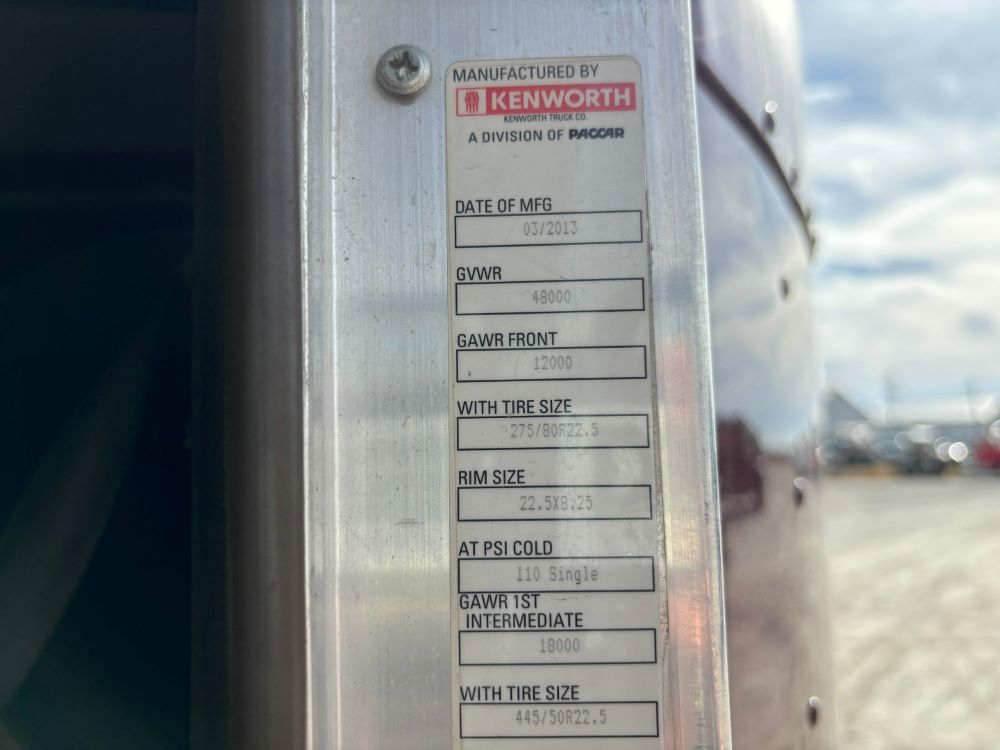 MANUFACTURED BY
KENWORTH
KENWORTH TRUCK CO.
A DIVISION OF PACCAR
DATE OF MFG
03/2013
GVWR
48000
GAWR FRONT
12000
WITH TIRE SIZE
275/80R22.5
RIM SIZE
22.5X8.25
AT PSI COLD
110 Single
GAWR 1ST
INTERMEDIATE
18000
WITH TIRE SIZE
445/50R22.5